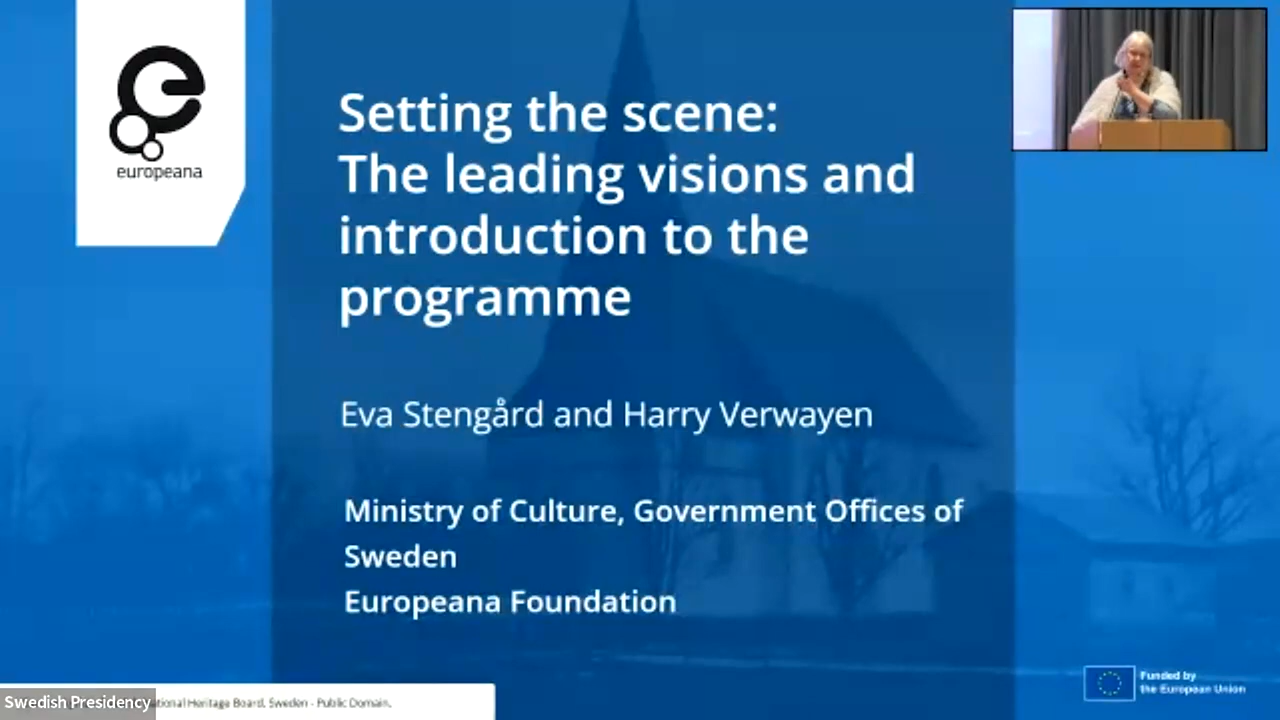 europeana
Setting the scene:
The leading visions and
introduction to the
programme
Eva Stengård and Harry Verwayen
Ministry of Culture, Government Offices of
Sweden
Europeana Foundation
Funded by
the European Union
Swedish Presidency
Heritage Board, Sweden - Public Domain.